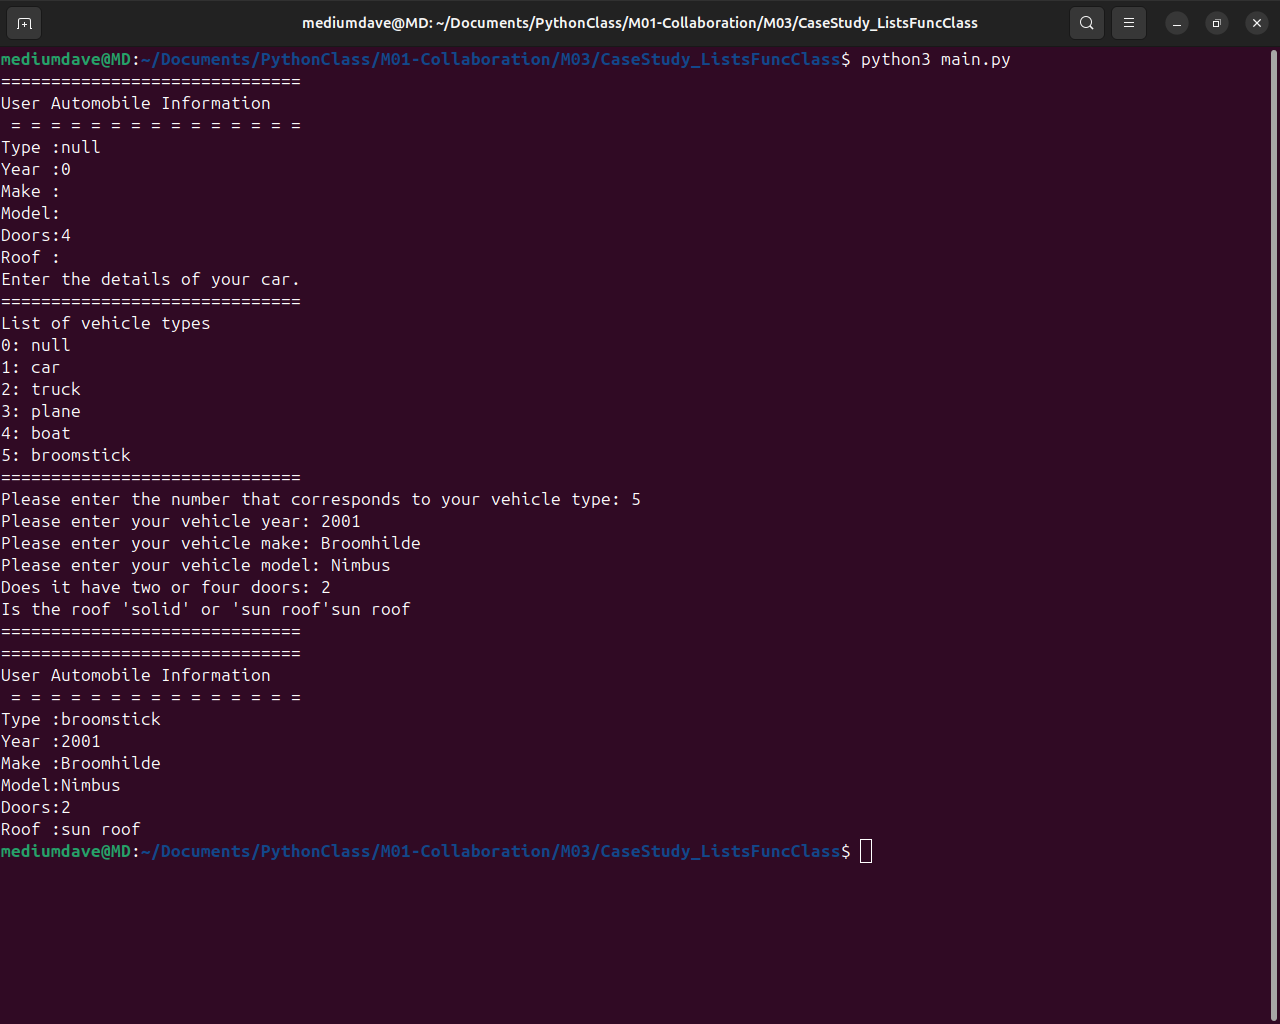 mediumdave@MD: ~/Documents/PythonClass/M01-Collaboration/M03/CaseStudy_ListsFuncClass
mediumdave@MD:~/Documents/PythonClass/M01-Collaboration/M03/CaseStudy_ListsFuncClass$ python3 main.py
==============================
User Automobile Information
 = = = = = = = = = = = = = = =
Type :null
Year :0
Make :
Model:
Doors:4
Roof :
Enter the details of your car.
==============================
List of vehicle types
0: null
1: car
2: truck
3: plane
4: boat
5: broomstick
==============================
Please enter the number that corresponds to your vehicle type: 5
Please enter your vehicle year: 2001
Please enter your vehicle make: Broomhilde
Please enter your vehicle model: Nimbus
Does it have two or four doors: 2
Is the roof 'solid' or 'sun roof'sun roof
==============================
==============================
User Automobile Information
 = = = = = = = = = = = = = = =
Type :broomstick
Year :2001
Make :Broomhilde
Model:Nimbus
Doors:2
Roof :sun roof
mediumdave@MD:~/Documents/PythonClass/M01-Collaboration/M03/CaseStudy_ListsFuncClass$